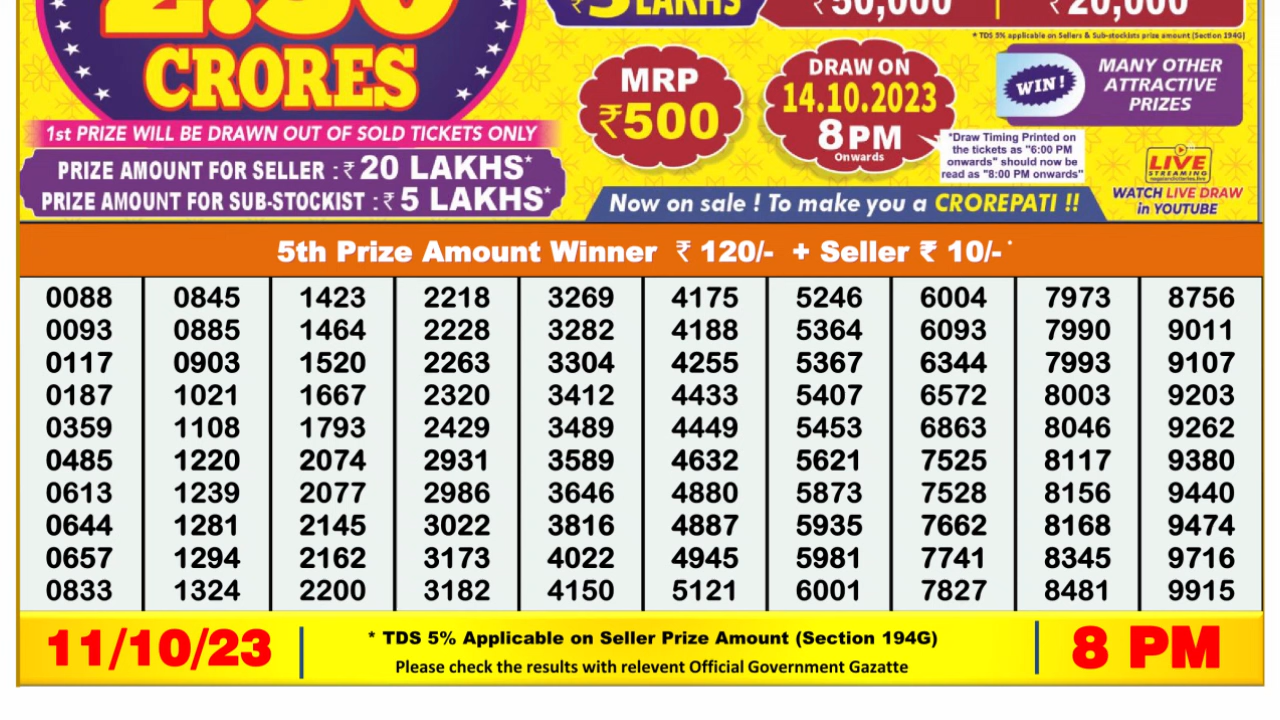 2.50
CRORES
1st PRIZE WILL BE DRAWN OUT OF SOLD TICKETS ONLY
PRIZE AMOUNT FOR SELLER : ₹ 20 LAKHS*
PRIZE AMOUNT FOR SUB-STOCKIST : ₹ 5 LAKHS*
₹5 LAKHS
₹50,000
₹20,000
* TDS 5% applicable on Sellers & Sub-stockists prize amount (Section 194G)
MRP
₹500
DRAW ON
14.10.2023
8PM
Onwards
WIN!
MANY OTHER
ATTRACTIVE
PRIZES
*Draw Timing Printed on
the tickets as "6:00 PM
onwards" should now be
read as "8:00 PM onwards"
LIVE
STREAMING
WATCH LIVE DRAW
in YOUTUBE
Now on sale ! To make you a CROREPATI !!
5th Prize Amount Winner ₹ 120/- + Seller ₹ 10/- *
0088 0845 1423 2218 3269 4175 5246 6004 7973 8756
0093 0885 1464 2228 3282 4188 5364 6093 7990 9011
0117 0903 1520 2263 3304 4255 5367 6344 7993 9107
0187 1021 1667 2320 3412 4433 5407 6572 8003 9203
0359 1108 1793 2429 3489 4449 5453 6863 8046 9262
0485 1220 2074 2931 3589 4632 5621 7525 8117 9380
0613 1239 2077 2986 3646 4880 5873 7528 8156 9440
0644 1281 2145 3022 3816 4887 5935 7662 8168 9474
0657 1294 2162 3173 4022 4945 5981 7741 8345 9716
0833 1324 2200 3182 4150 5121 6001 7827 8481 9915
11/10/23
* TDS 5% Applicable on Seller Prize Amount (Section 194G)
Please check the results with relevent Official Government Gazatte
8 PM